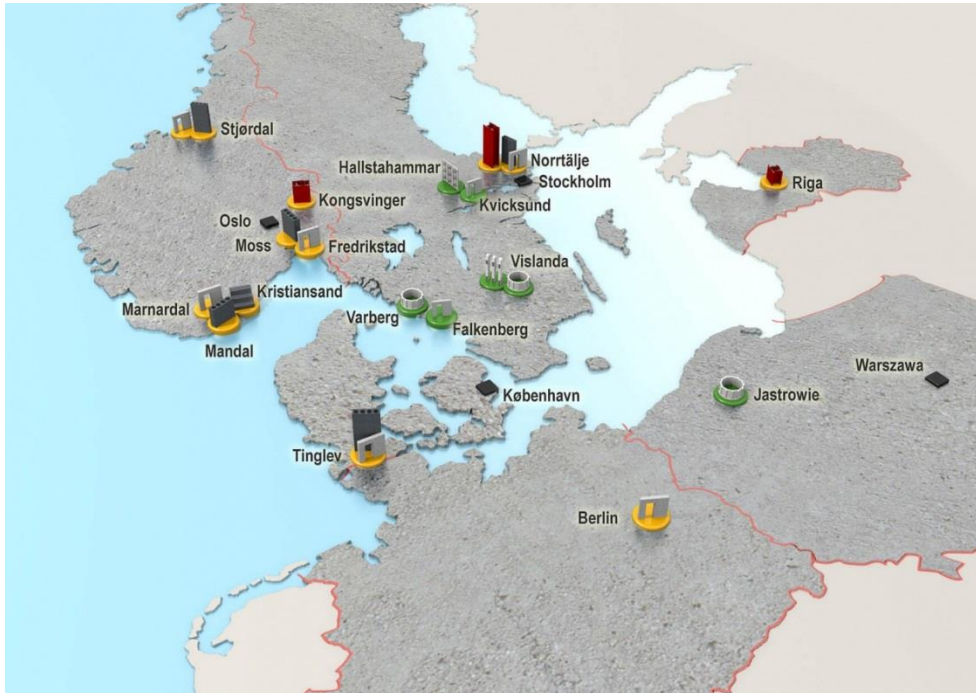 Stjørdal
Hallstahammar
Norrtälje
Stockholm
Kvicksund
Riga
Kongsvinger
Oslo
Moss
Fredrikstad
Vislanda
Marnardal
Kristiansand
Mandal
Varberg
Falkenberg
Warszawa
København
Jastrowie
Tinglev
Berlin